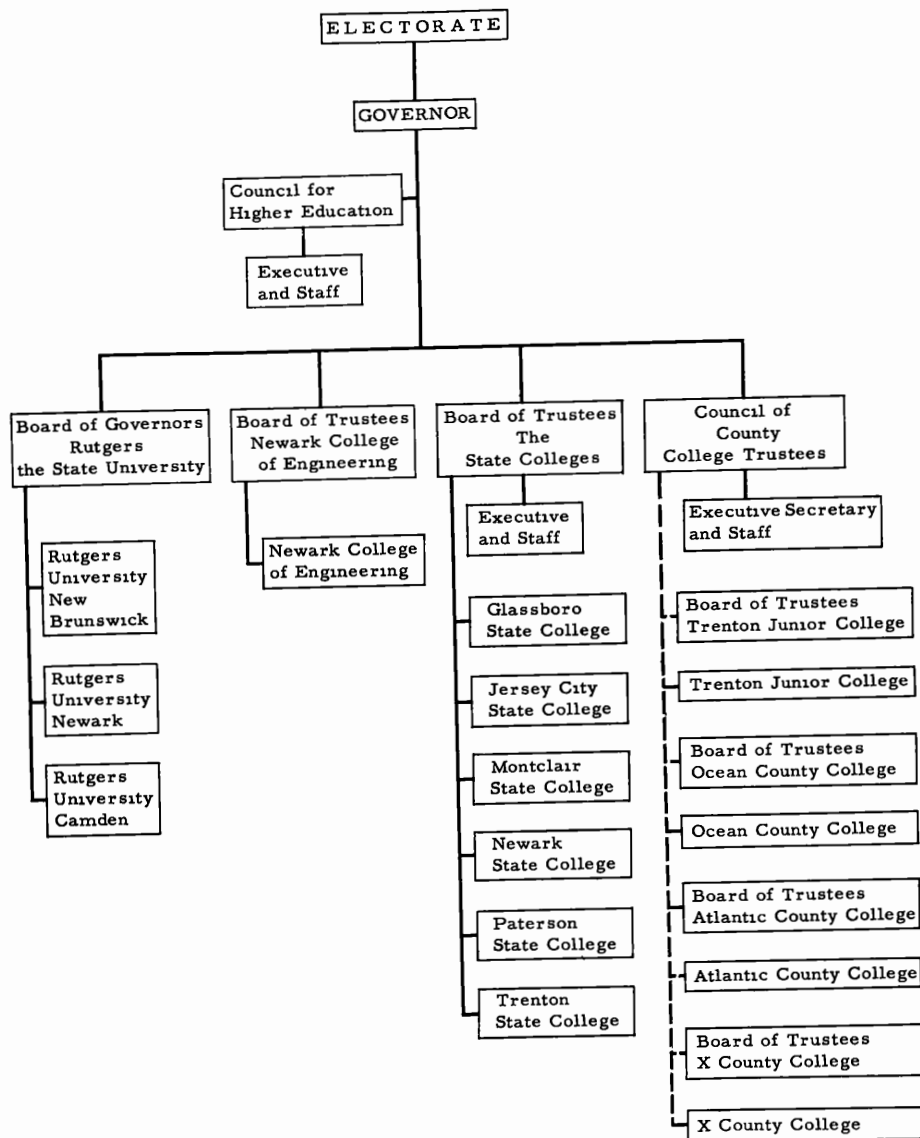 ELECTORATE
GOVERNOR
Council for
Higher Education
Executive
and Staff
Board of Governors
Rutgers
the State University
Rutgers
University
New
Brunswick
Rutgers
University
Newark
Rutgers
University
Camden
Board of Trustees
Newark College
of Engineering
Newark College
of Engineering
Board of Trustees
The
State Colleges
Executive
and Staff
Glassboro
State College
Jersey City
State College
Montclair
State College
Newark
State College
Paterson
State College
Trenton
State College
Council of
County
College Trustees
Executive Secretary
and Staff
Board of Trustees
Trenton Junior College
Trenton Junior College
Board of Trustees
Ocean County College
Ocean County College
Board of Trustees
Atlantic County College
Atlantic County College
Board of Trustees
X County College
X County College